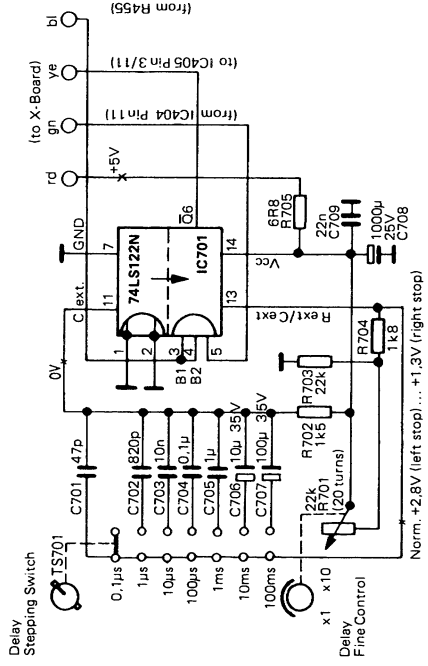 Delay
Stepping Switch
TS701
0.1µs
1µs
10µs
100µs
1ms
10ms
100ms
x1 x10
Delay
Fine Control
C701 47p
C702 820p
C703 10n
C704 0.1µ
C705 1µ
C706 10µ 35V
C707 100µ 35V
22k
R701
(20 turns)
R702
1k5
R703
22k
R704
1k8
0V
C ext.
GND
11
7
1
2
3
4
5
B1
B2
74LS122N
IC701
Q6
13
14
Rext/Cext
Vcc
+5V
6R8
R705
22n
C709
1000µ
25V
C708
(to X-Board)
rd
gn
ye
bl
(from IC404 Pin 11)
(to IC405 Pin 3/11)
(from R455)
Norm. +2,8V (left stop) ... +1,3V (right stop)